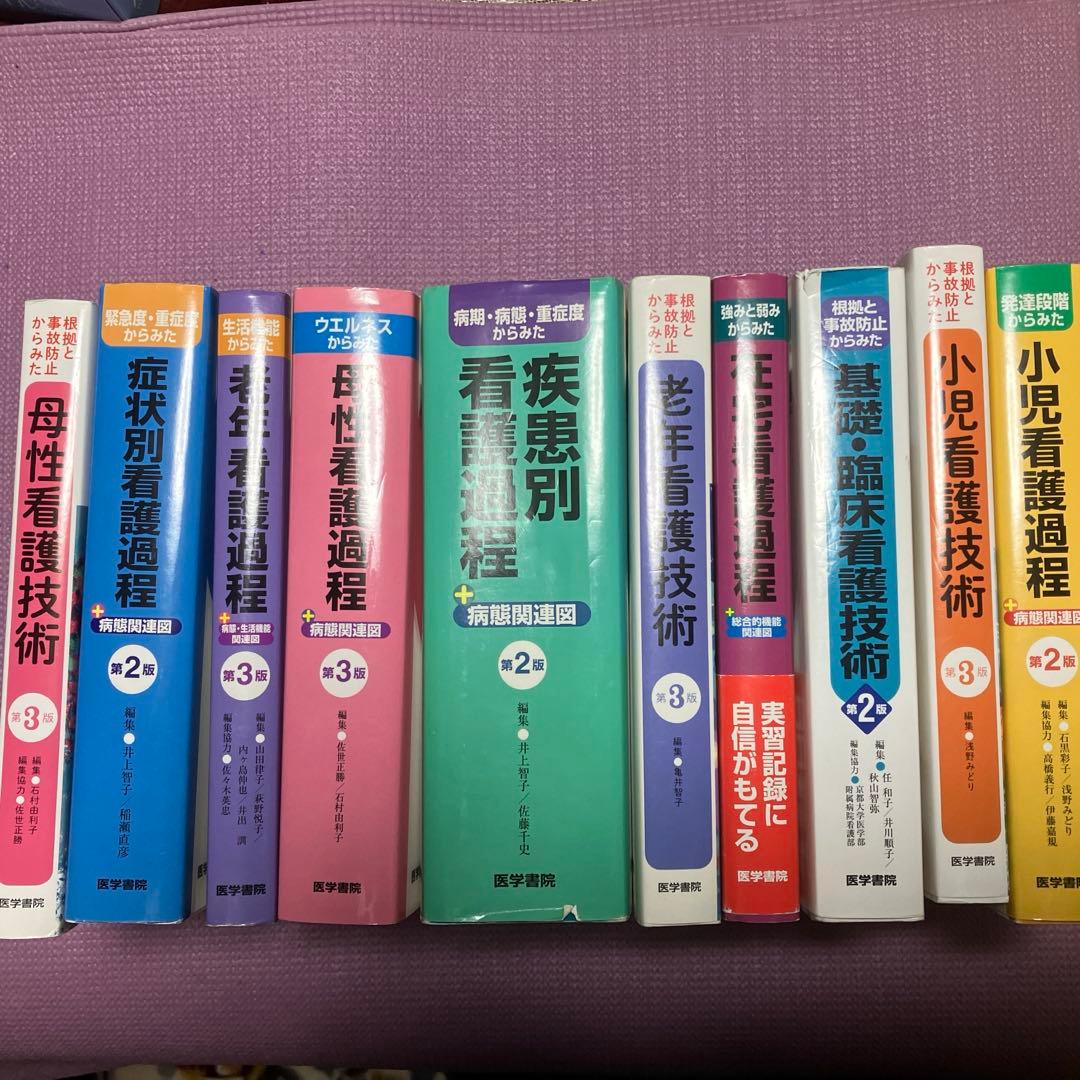 根拠と
事故防止
からみた
母性看護技術
第3版
編集●石村由利子
編集協力●佐世正勝
医学書院
緊急度・重症度
からみた
症状別看護過程
+病態関連図
第2版
編集●井上智子/稲瀬直彦
医学書院
生活機能
からみた
老年看護過程
+病態・生活機能
関連図
第3版
編集●山田律子/萩野悦子/
内ヶ島伸也/井出 訓
編集協力●佐々木英忠
医学書院
ウエルネス
からみた
母性看護過程
+病態関連図
第3版
編集●佐世正勝/石村由利子
医学書院
病期・病態・重症度
からみた
疾患別
看護過程
+病態関連図
第2版
編集●井上智子/佐藤千史
医学書院
根拠と
事故防止
からみた
老年看護技術
第3版
編集●亀井智子
医学書院
強みと弱み
からみた
在宅看護過程
+総合的機能
関連図
実習記録に
自信がもてる
医学書院
根拠と
事故防止
からみた
基礎・臨床看護技術
第2版
編集●任 和子/井川順子/
秋山智弥
編集協力●京都大学医学部
附属病院看護部
医学書院
根拠と
事故防止
からみた
小児看護技術
第3版
編集●浅野みどり
医学書院
発達段階
からみた
小児看護過程
+病態関連図
第2版
編集●石黒彩子/浅野みどり
編集協力●高橋義行/伊藤嘉規
医学書院